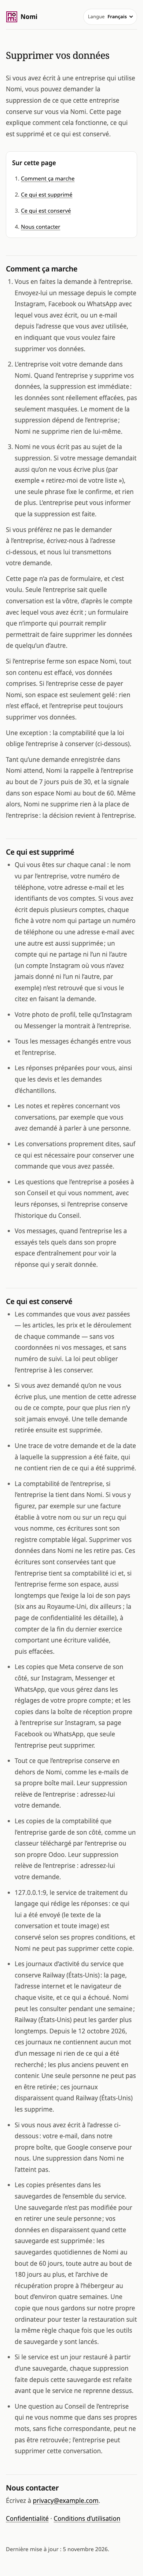 Nomi
Langue Français
Supprimer vos données
Si vous avez écrit à une entreprise qui utilise
Nomi, vous pouvez demander la
suppression de ce que cette entreprise
conserve sur vous via Nomi. Cette page
explique comment cela fonctionne, ce qui
est supprimé et ce qui est conservé.
Sur cette page
1. Comment ça marche
2. Ce qui est supprimé
3. Ce qui est conservé
4. Nous contacter
Comment ça marche
1. Vous en faites la demande à l’entreprise.
Envoyez-lui un message depuis le compte
Instagram, Facebook ou WhatsApp avec
lequel vous avez écrit, ou un e-mail
depuis l’adresse que vous avez utilisée,
en indiquant que vous voulez faire
supprimer vos données.
2. L’entreprise voit votre demande dans
Nomi. Quand l’entreprise y supprime vos
données, la suppression est immédiate :
les données sont réellement effacées, pas
seulement masquées. Le moment de la
suppression dépend de l’entreprise ;
Nomi ne supprime rien de lui-même.
3. Nomi ne vous écrit pas au sujet de la
suppression. Si votre message demandait
aussi qu’on ne vous écrive plus (par
exemple « retirez-moi de votre liste »),
une seule phrase fixe le confirme, et rien
de plus. L’entreprise peut vous informer
que la suppression est faite.
Si vous préférez ne pas le demander
à l’entreprise, écrivez-nous à l’adresse
ci-dessous, et nous lui transmettons
votre demande.
Cette page n’a pas de formulaire, et c’est
voulu. Seule l’entreprise sait quelle
conversation est la vôtre, d’après le compte
avec lequel vous avez écrit ; un formulaire
que n’importe qui pourrait remplir
permettrait de faire supprimer les données
de quelqu’un d’autre.
Si l’entreprise ferme son espace Nomi, tout
son contenu est effacé, vos données
comprises. Si l’entreprise cesse de payer
Nomi, son espace est seulement gelé : rien
n’est effacé, et l’entreprise peut toujours
supprimer vos données.
Une exception : la comptabilité que la loi
oblige l’entreprise à conserver (ci-dessous).
Tant qu’une demande enregistrée dans
Nomi attend, Nomi la rappelle à l’entreprise
au bout de 7 jours puis de 30, et la signale
dans son espace Nomi au bout de 60. Même
alors, Nomi ne supprime rien à la place de
l’entreprise : la décision revient à l’entreprise.
Ce qui est supprimé
• Qui vous êtes sur chaque canal : le nom
vu par l’entreprise, votre numéro de
téléphone, votre adresse e-mail et les
identifiants de vos comptes. Si vous avez
écrit depuis plusieurs comptes, chaque
fiche à votre nom qui partage un numéro
de téléphone ou une adresse e-mail avec
une autre est aussi supprimée ; un
compte qui ne partage ni l’un ni l’autre
(un compte Instagram où vous n’avez
jamais donné ni l’un ni l’autre, par
exemple) n’est retrouvé que si vous le
citez en faisant la demande.
• Votre photo de profil, telle qu’Instagram
ou Messenger la montrait à l’entreprise.
• Tous les messages échangés entre vous
et l’entreprise.
• Les réponses préparées pour vous, ainsi
que les devis et les demandes
d’échantillons.
• Les notes et repères concernant vos
conversations, par exemple que vous
avez demandé à parler à une personne.
• Les conversations proprement dites, sauf
ce qui est nécessaire pour conserver une
commande que vous avez passée.
• Les questions que l’entreprise a posées à
son Conseil et qui vous nomment, avec
leurs réponses, si l’entreprise conserve
l’historique du Conseil.
• Vos messages, quand l’entreprise les a
essayés tels quels dans son propre
espace d’entraînement pour voir la
réponse qui y serait donnée.
Ce qui est conservé
• Les commandes que vous avez passées
— les articles, les prix et le déroulement
de chaque commande — sans vos
coordonnées ni vos messages, et sans
numéro de suivi. La loi peut obliger
l’entreprise à les conserver.
• Si vous avez demandé qu’on ne vous
écrive plus, une mention de cette adresse
ou de ce compte, pour que plus rien n’y
soit jamais envoyé. Une telle demande
retirée ensuite est supprimée.
• Une trace de votre demande et de la date
à laquelle la suppression a été faite, qui
ne contient rien de ce qui a été supprimé.
• La comptabilité de l’entreprise, si
l’entreprise la tient dans Nomi. Si vous y
figurez, par exemple sur une facture
établie à votre nom ou sur un reçu qui
vous nomme, ces écritures sont son
registre comptable légal. Supprimer vos
données dans Nomi ne les retire pas. Ces
écritures sont conservées tant que
l’entreprise tient sa comptabilité ici et, si
l’entreprise ferme son espace, aussi
longtemps que l’exige la loi de son pays
(six ans au Royaume-Uni, dix ailleurs ; la
page de confidentialité les détaille), à
compter de la fin du dernier exercice
comportant une écriture validée,
puis effacées.
• Les copies que Meta conserve de son
côté, sur Instagram, Messenger et
WhatsApp, que vous gérez dans les
réglages de votre propre compte ; et les
copies dans la boîte de réception propre
à l’entreprise sur Instagram, sa page
Facebook ou WhatsApp, que seule
l’entreprise peut supprimer.
• Tout ce que l’entreprise conserve en
dehors de Nomi, comme les e-mails de
sa propre boîte mail. Leur suppression
relève de l’entreprise : adressez-lui
votre demande.
• Les copies de la comptabilité que
l’entreprise garde de son côté, comme un
classeur téléchargé par l’entreprise ou
son propre Odoo. Leur suppression
relève de l’entreprise : adressez-lui
votre demande.
• 127.0.0.1:9, le service de traitement du
langage qui rédige les réponses : ce qui
lui a été envoyé (le texte de la
conversation et toute image) est
conservé selon ses propres conditions, et
Nomi ne peut pas supprimer cette copie.
• Les journaux d’activité du service que
conserve Railway (États-Unis) : la page,
l’adresse internet et le navigateur de
chaque visite, et ce qui a échoué. Nomi
peut les consulter pendant une semaine ;
Railway (États-Unis) peut les garder plus
longtemps. Depuis le 12 octobre 2026,
ces journaux ne contiennent aucun mot
d’un message ni rien de ce qui a été
recherché ; les plus anciens peuvent en
contenir. Une seule personne ne peut pas
en être retirée ; ces journaux
disparaissent quand Railway (États-Unis)
les supprime.
• Si vous nous avez écrit à l’adresse ci-
dessous : votre e-mail, dans notre
propre boîte, que Google conserve pour
nous. Une suppression dans Nomi ne
l’atteint pas.
• Les copies présentes dans les
sauvegardes de l’ensemble du service.
Une sauvegarde n’est pas modifiée pour
en retirer une seule personne ; vos
données en disparaissent quand cette
sauvegarde est supprimée : les
sauvegardes quotidiennes de Nomi au
bout de 60 jours, toute autre au bout de
180 jours au plus, et l’archive de
récupération propre à l’hébergeur au
bout d’environ quatre semaines. Une
copie que nous gardons sur notre propre
ordinateur pour tester la restauration suit
la même règle chaque fois que les outils
de sauvegarde y sont lancés.
• Si le service est un jour restauré à partir
d’une sauvegarde, chaque suppression
faite depuis cette sauvegarde est refaite
avant que le service ne reprenne dessus.
• Une question au Conseil de l’entreprise
qui ne vous nomme que dans ses propres
mots, sans fiche correspondante, peut ne
pas être retrouvée ; l’entreprise peut
supprimer cette conversation.
Nous contacter
Écrivez à privacy@example.com.
Confidentialité · Conditions d’utilisation
Dernière mise à jour : 5 novembre 2026.